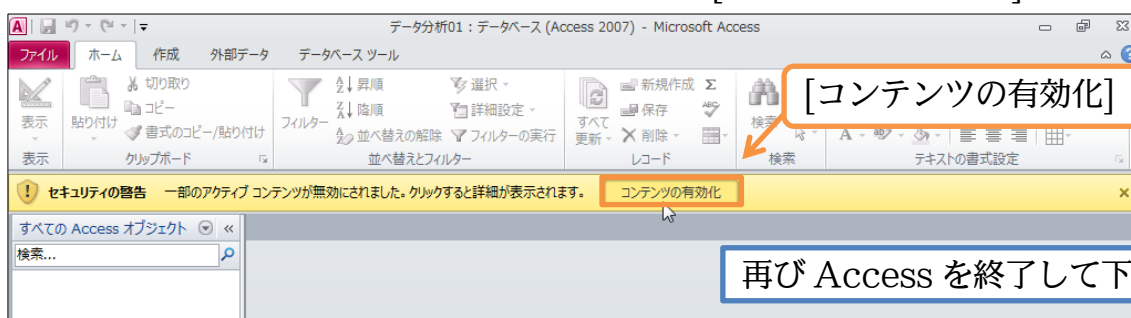 データ分析01：データベース (Access 2007) - Microsoft Access
ファイル ホーム 作成 外部データ データベース ツール
切り取り 昇順 選択 新規作成 Σ
コピー 降順 詳細設定 保存
表示 貼り付け 書式のコピー/貼り付け フィルター 並べ替えの解除 フィルターの実行 すべて更新 削除 検索
表示 クリップボード 並べ替えとフィルター レコード 検索 テキストの書式設定
[コンテンツの有効化]
セキュリティの警告 一部のアクティブ コンテンツが無効にされました。クリックすると詳細が表示されます。 コンテンツの有効化
すべての Access オブジェクト
検索...
再び Access を終了して下